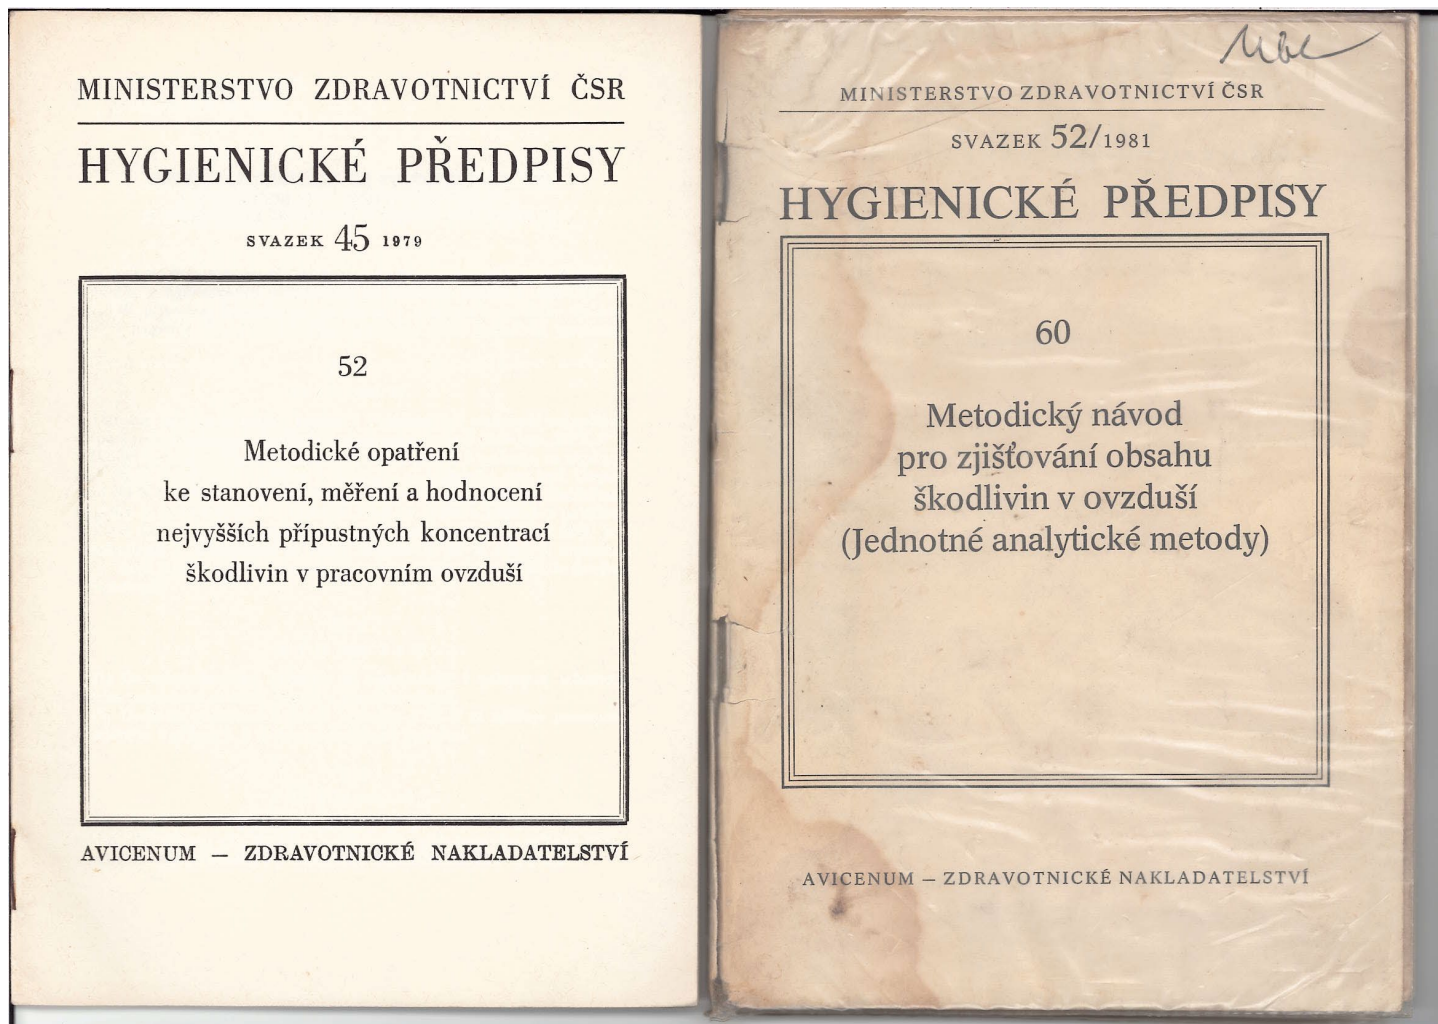 MINISTERSTVO ZDRAVOTNICTVÍ ČSR
HYGIENICKÉ PŘEDPISY
SVAZEK 45 1979
52
Metodické opatření
ke stanovení, měření a hodnocení
nejvyšších přípustných koncentrací
škodlivin v pracovním ovzduší
AVICENUM — ZDRAVOTNICKÉ NAKLADATELSTVÍ
MINISTERSTVO ZDRAVOTNICTVÍ ČSR
SVAZEK 52/1981
HYGIENICKÉ PŘEDPISY
60
Metodický návod
pro zjišťování obsahu
škodlivin v ovzduší
(Jednotné analytické metody)
AVICENUM — ZDRAVOTNICKÉ NAKLADATELSTVÍ